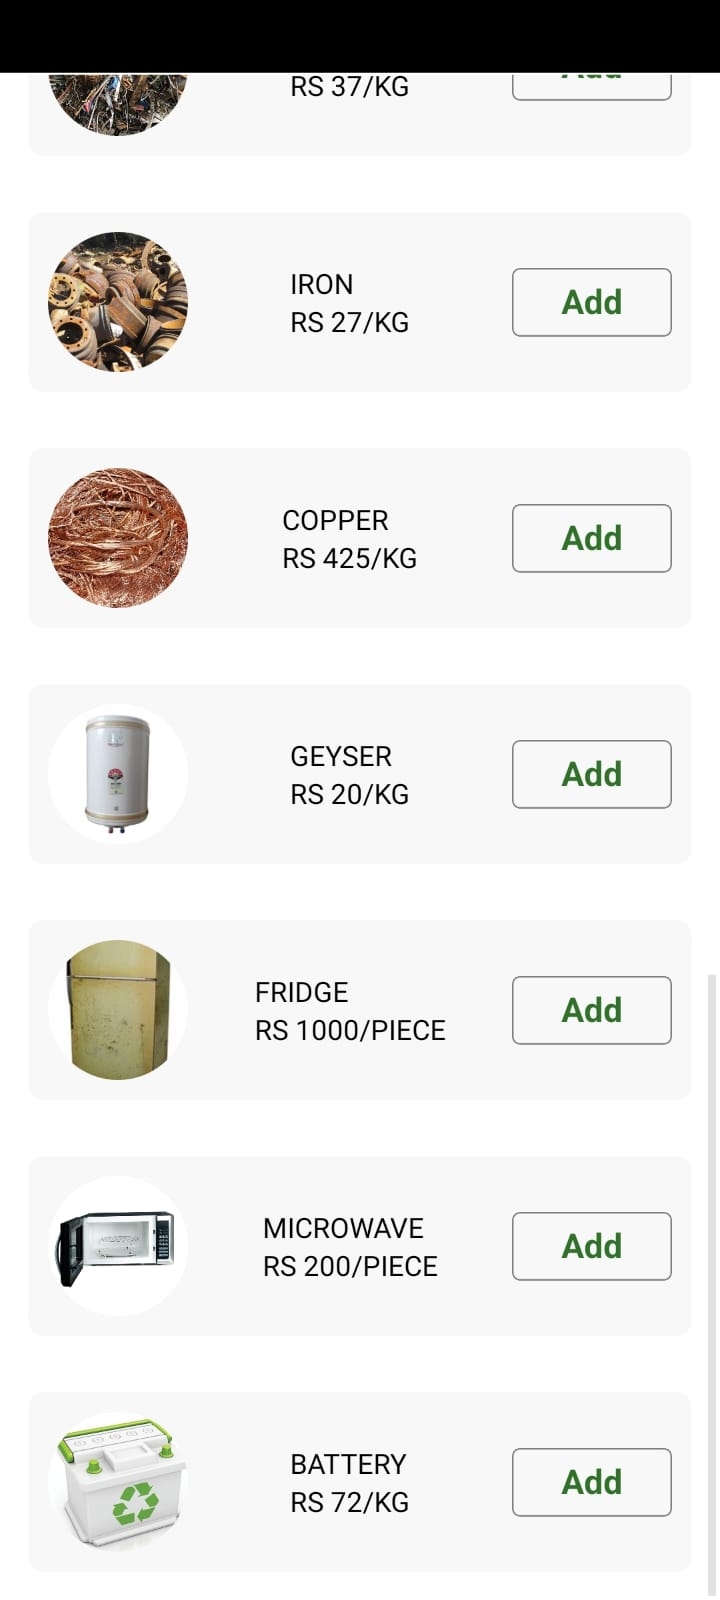 RS 37/KG
Add
IRON
RS 27/KG
Add
COPPER
RS 425/KG
Add
GEYSER
RS 20/KG
Add
FRIDGE
RS 1000/PIECE
Add
MICROWAVE
RS 200/PIECE
Add
BATTERY
RS 72/KG
Add